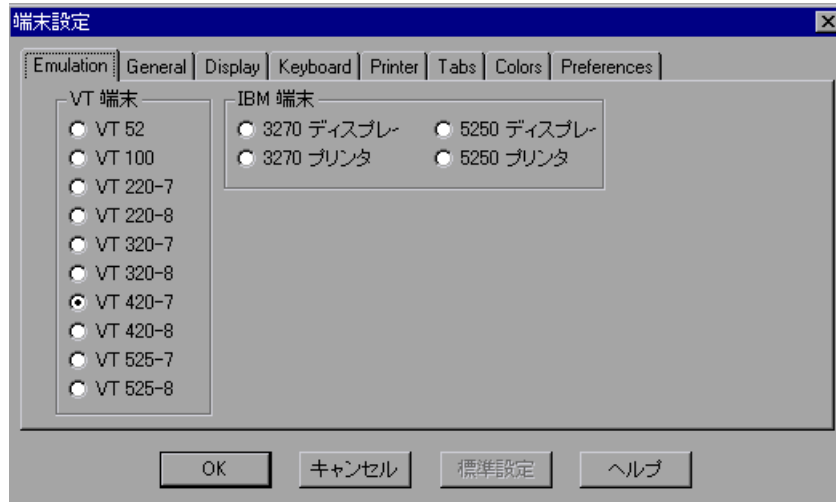 端末設定
Emulation General Display Keyboard Printer Tabs Colors Preferences
VT 端末
VT 52
VT 100
VT 220-7
VT 220-8
VT 320-7
VT 320-8
VT 420-7
VT 420-8
VT 525-7
VT 525-8
IBM 端末
3270 ディスプレー 5250 ディスプレー
3270 プリンタ 5250 プリンタ
OK キャンセル 標準設定 ヘルプ